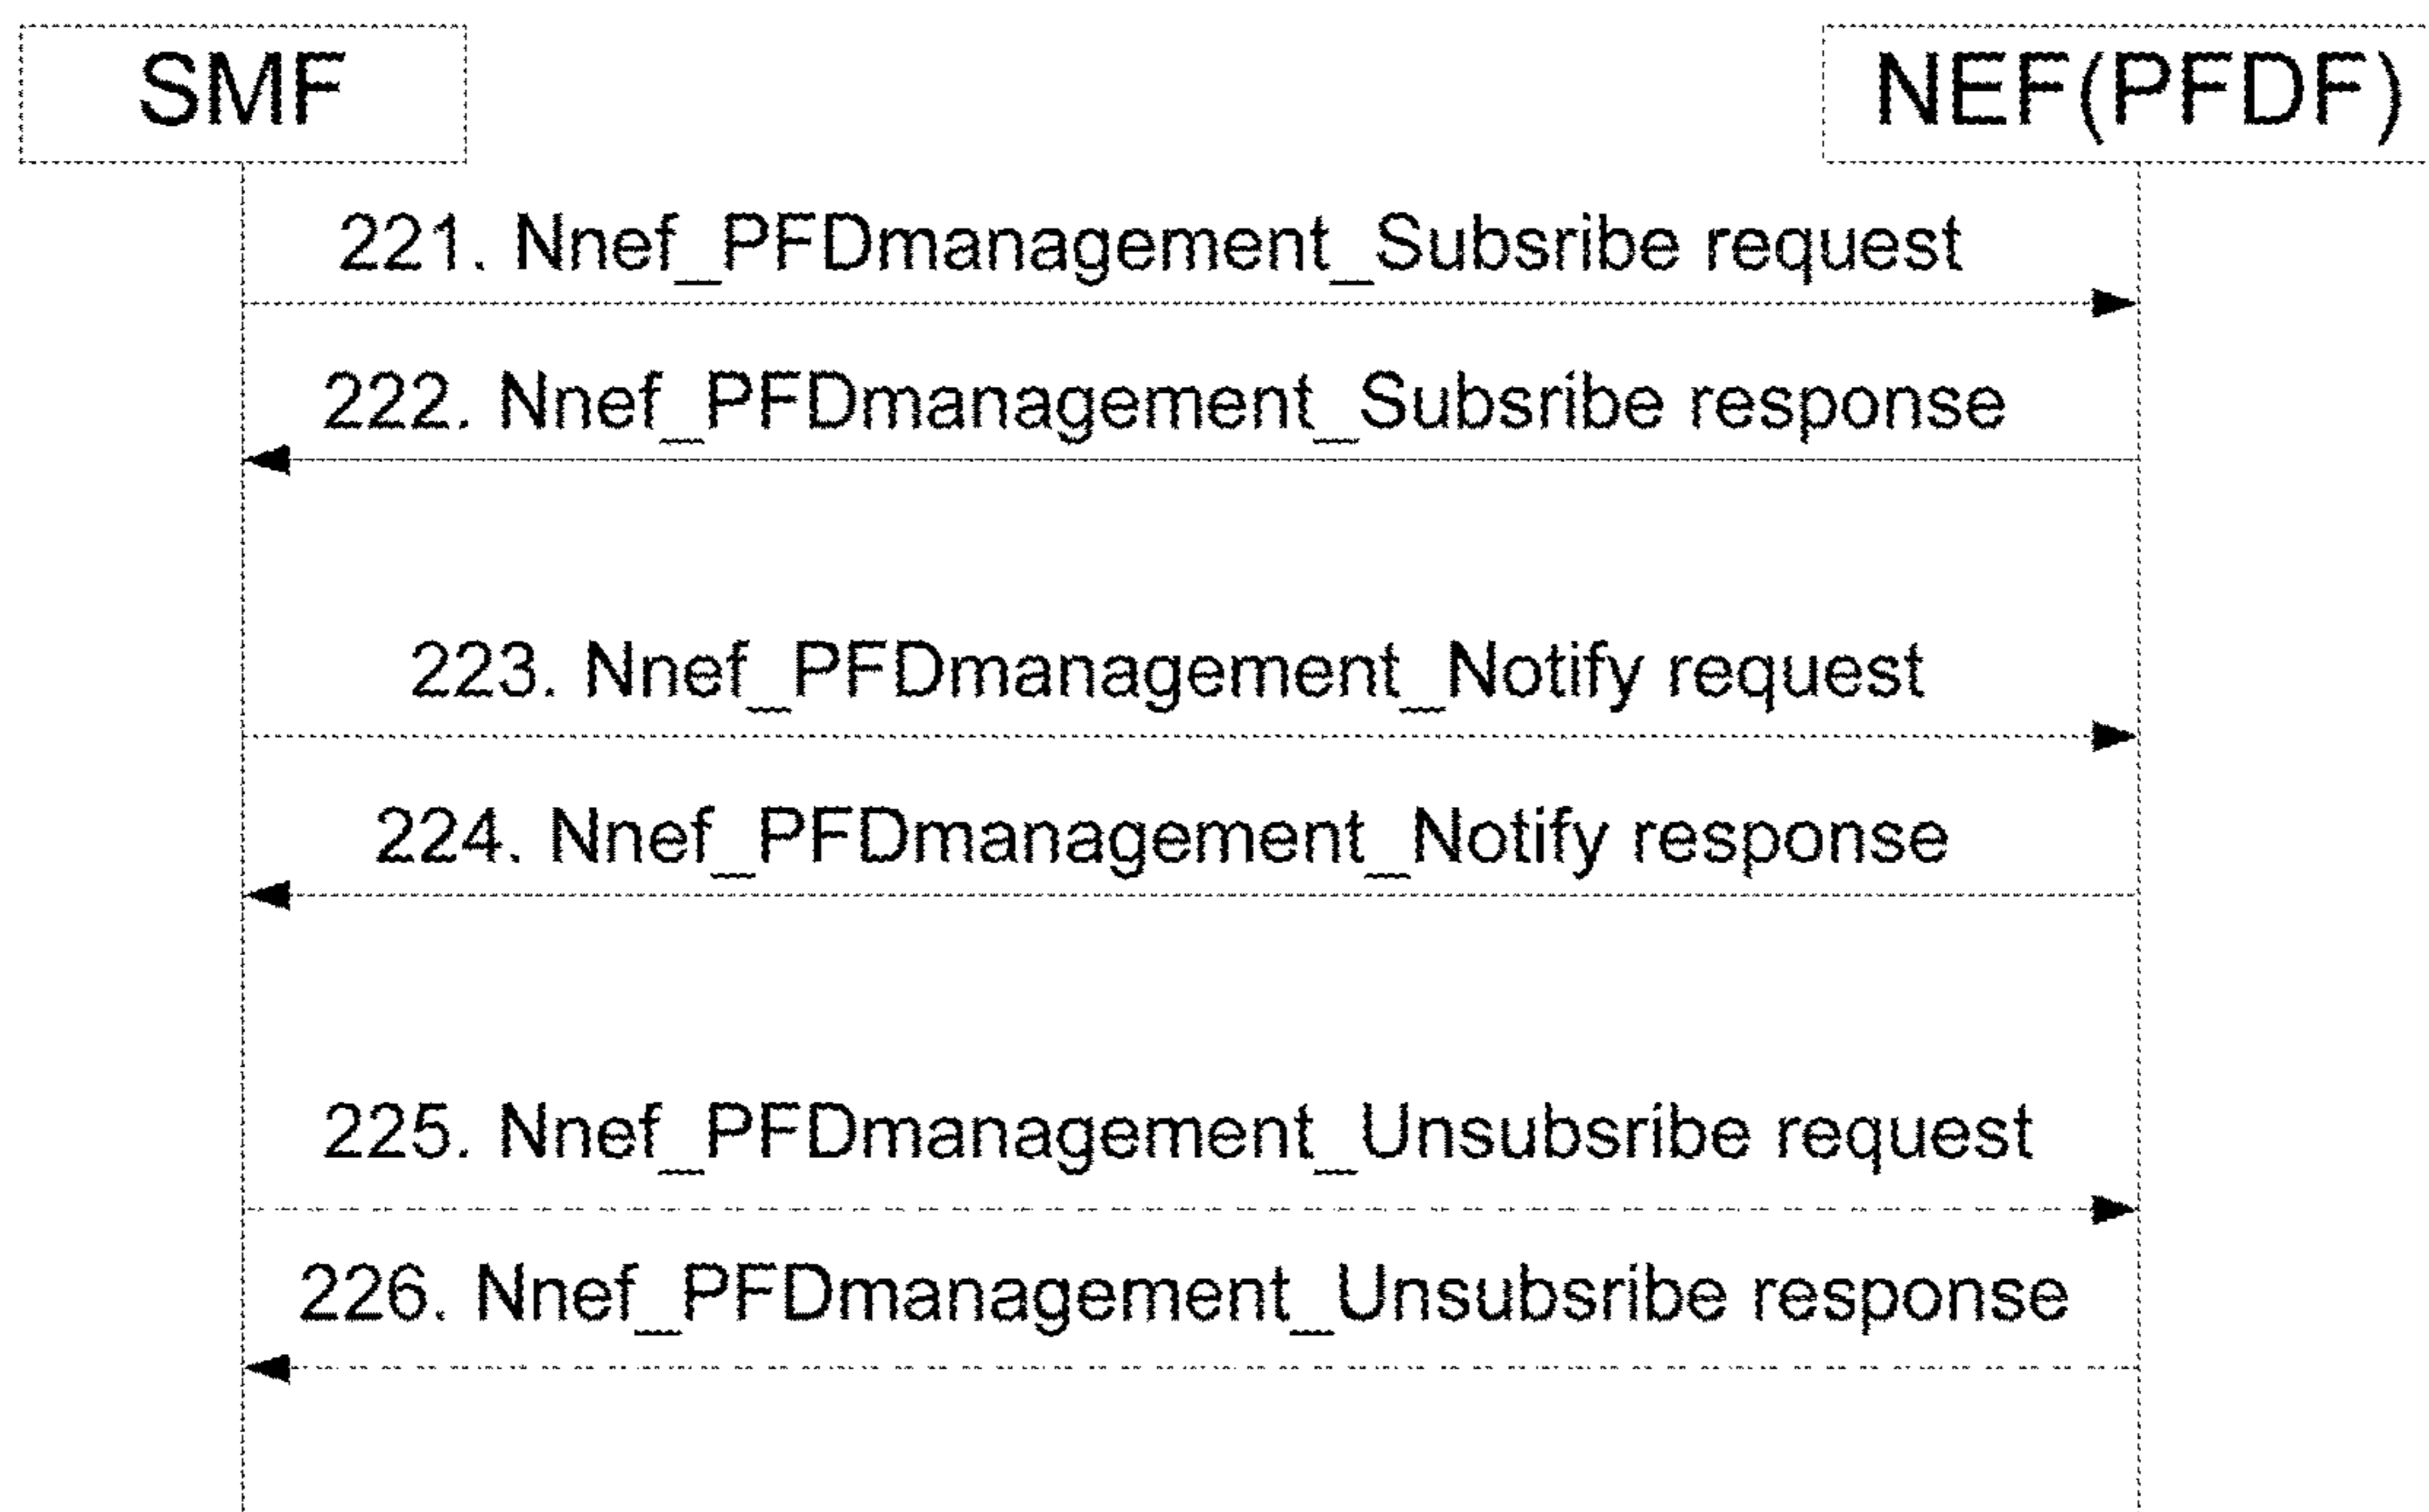 SMF
NEF(PFDF)
221. Nnef_PFDmanagement_Subsribe request
222. Nnef_PFDmanagement_Subsribe response
223. Nnef_PFDmanagement_Notify request
224. Nnef_PFDmanagement_Notify response
225. Nnef_PFDmanagement_Unsubsribe request
226. Nnef_PFDmanagement_Unsubsribe response